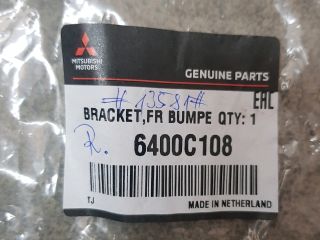 MITSUBISHI
MOTORS
GENUINE PARTS
#13581#
EAC
BRACKET,FR BUMPE QTY: 1
R.
6400C108
TJ
MADE IN NETHERLAND